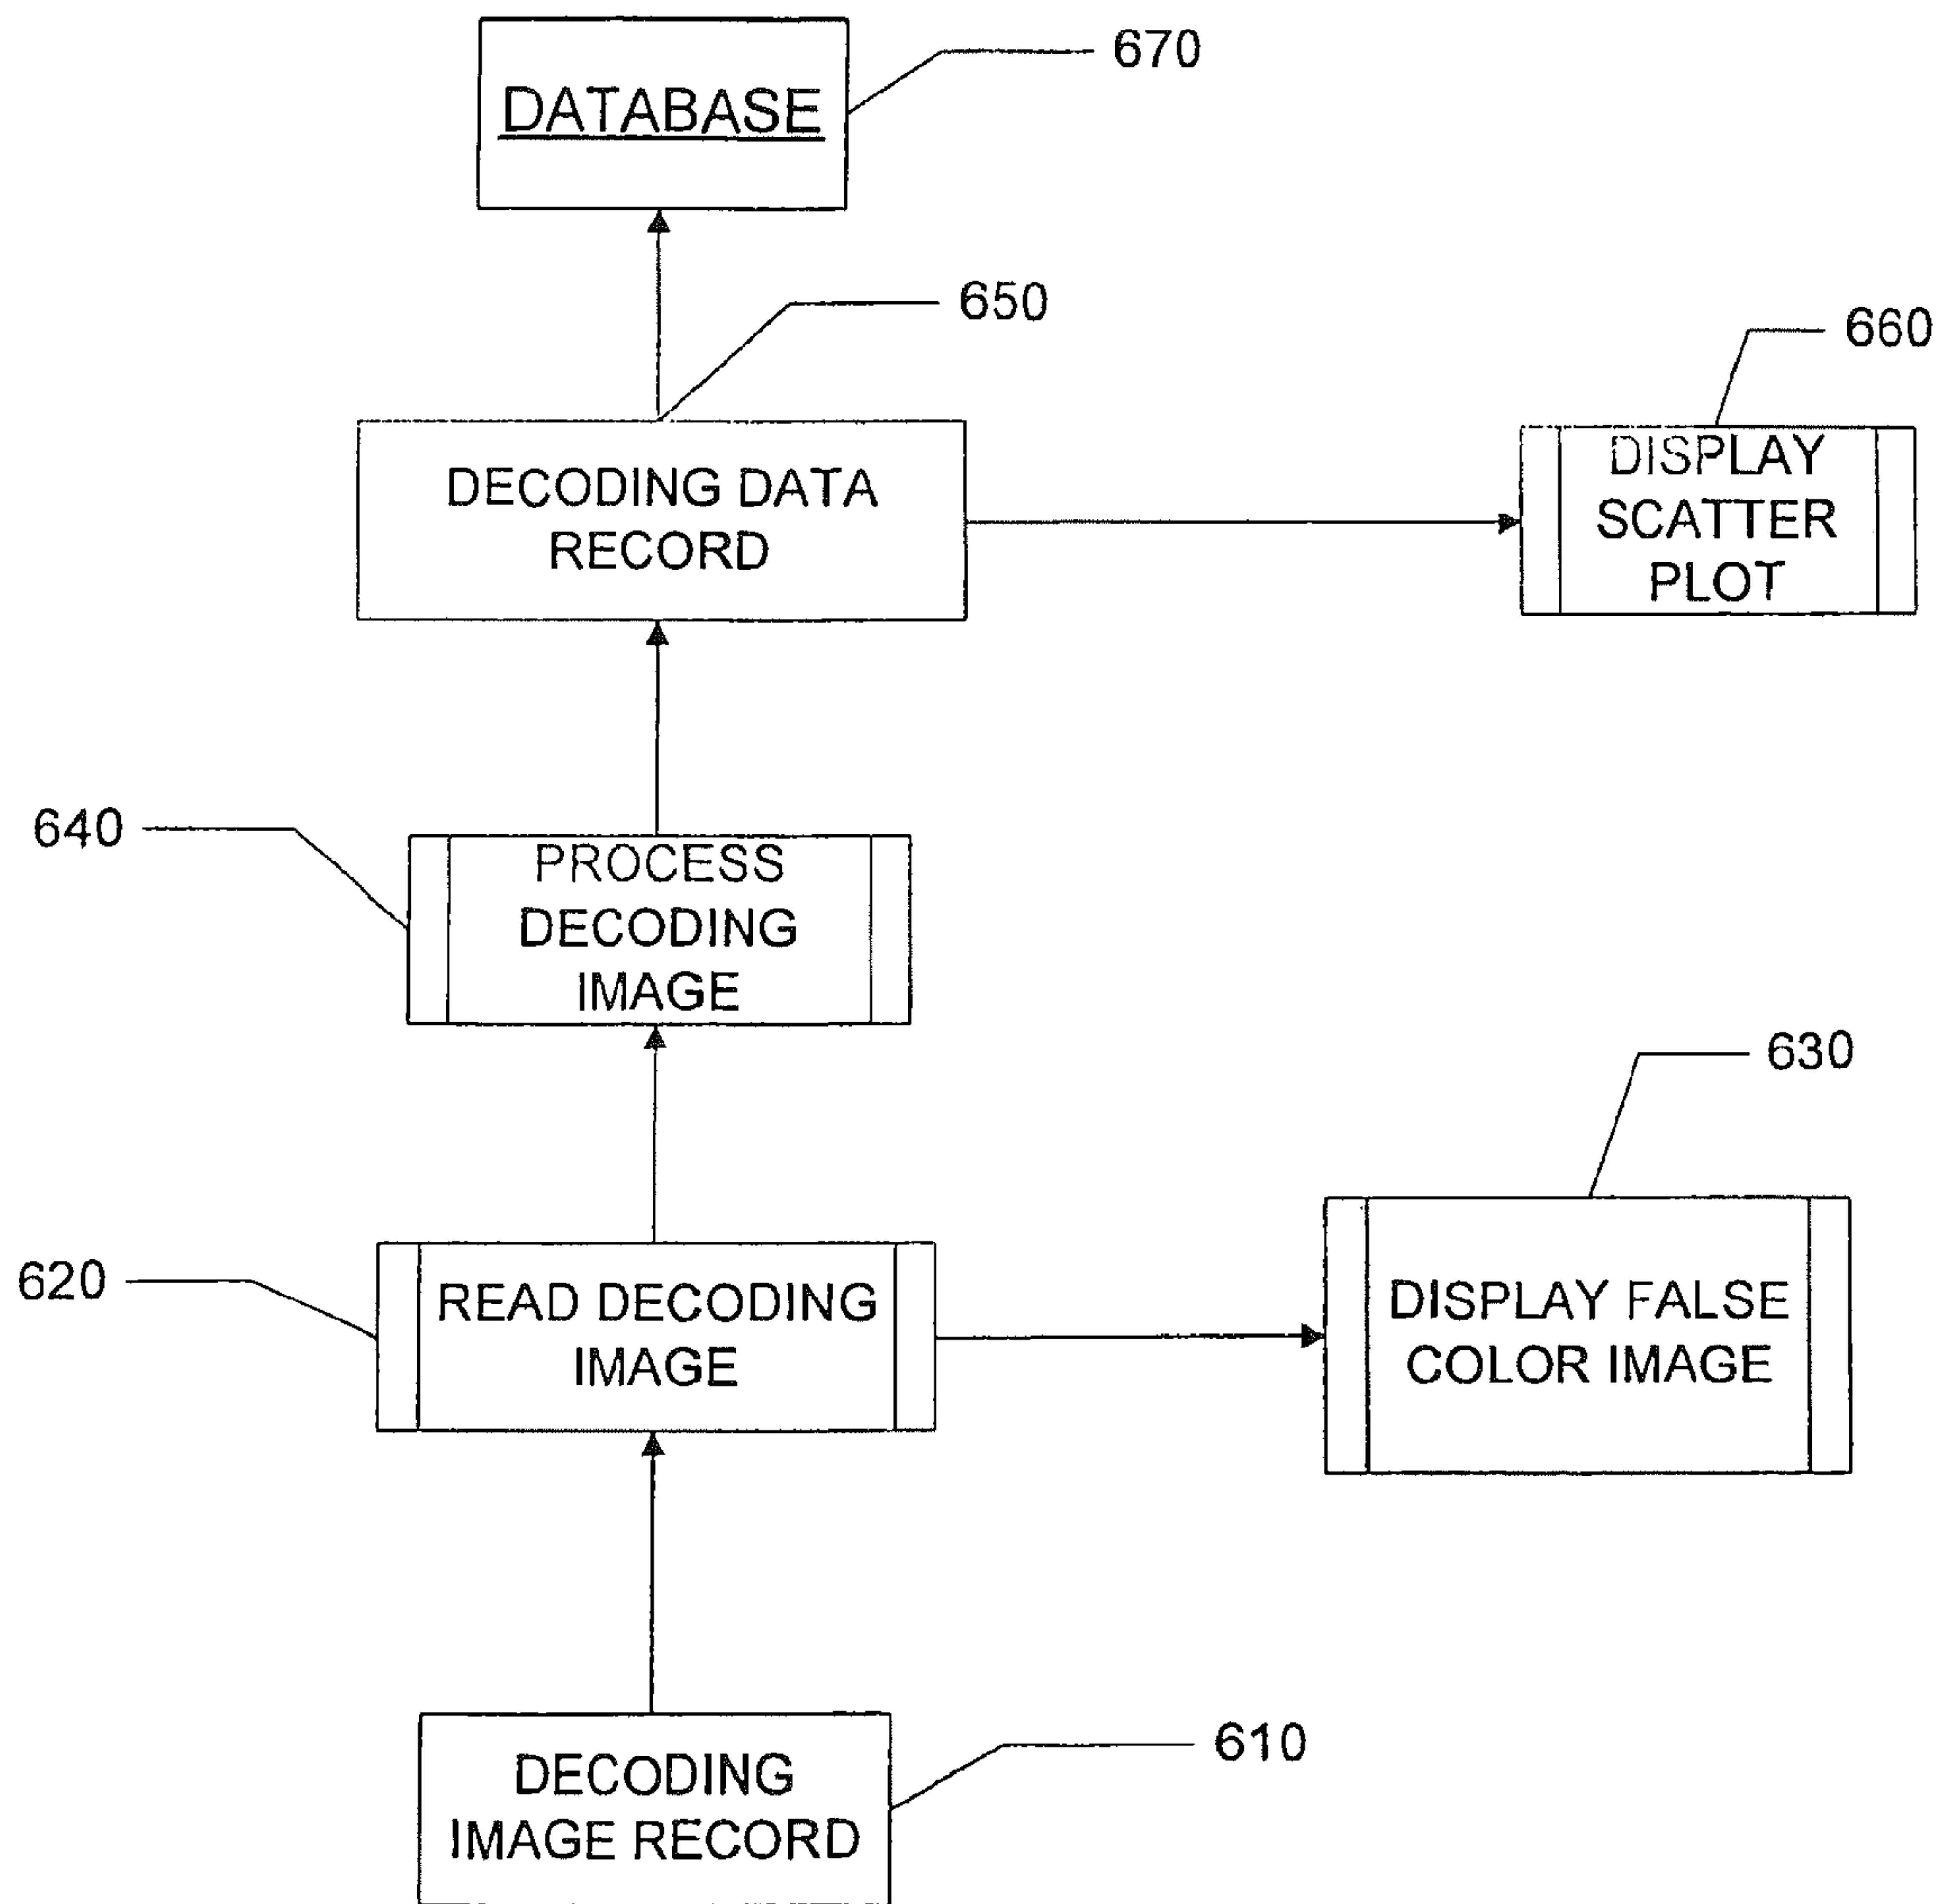 DATABASE
670
650
660
DECODING DATA
RECORD
DISPLAY
SCATTER
PLOT
640
PROCESS
DECODING
IMAGE
630
620
READ DECODING
IMAGE
DISPLAY FALSE
COLOR IMAGE
610
DECODING
IMAGE RECORD